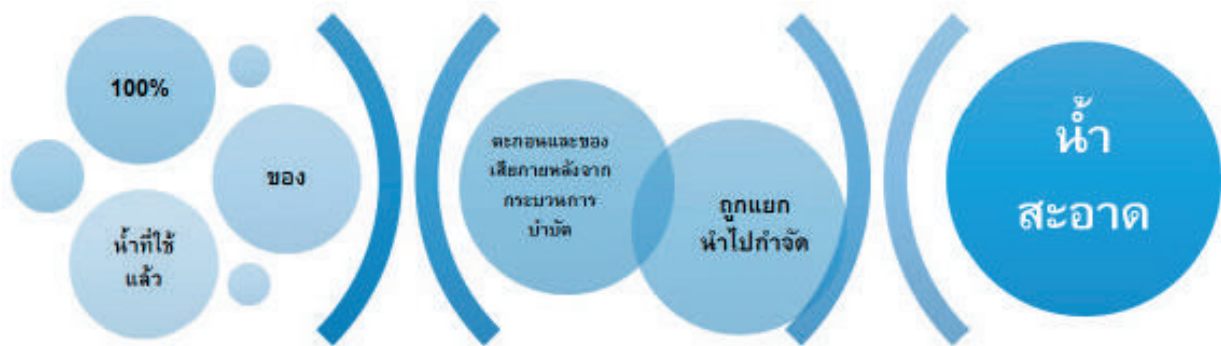 100%
ของ
น้ำที่ใช้
แล้ว
ตะกอนและของ
เสียภายหลังจาก
กระบวนการ
บำบัด
ถูกแยก
นำไปกำจัด
น้ำ
สะอาด